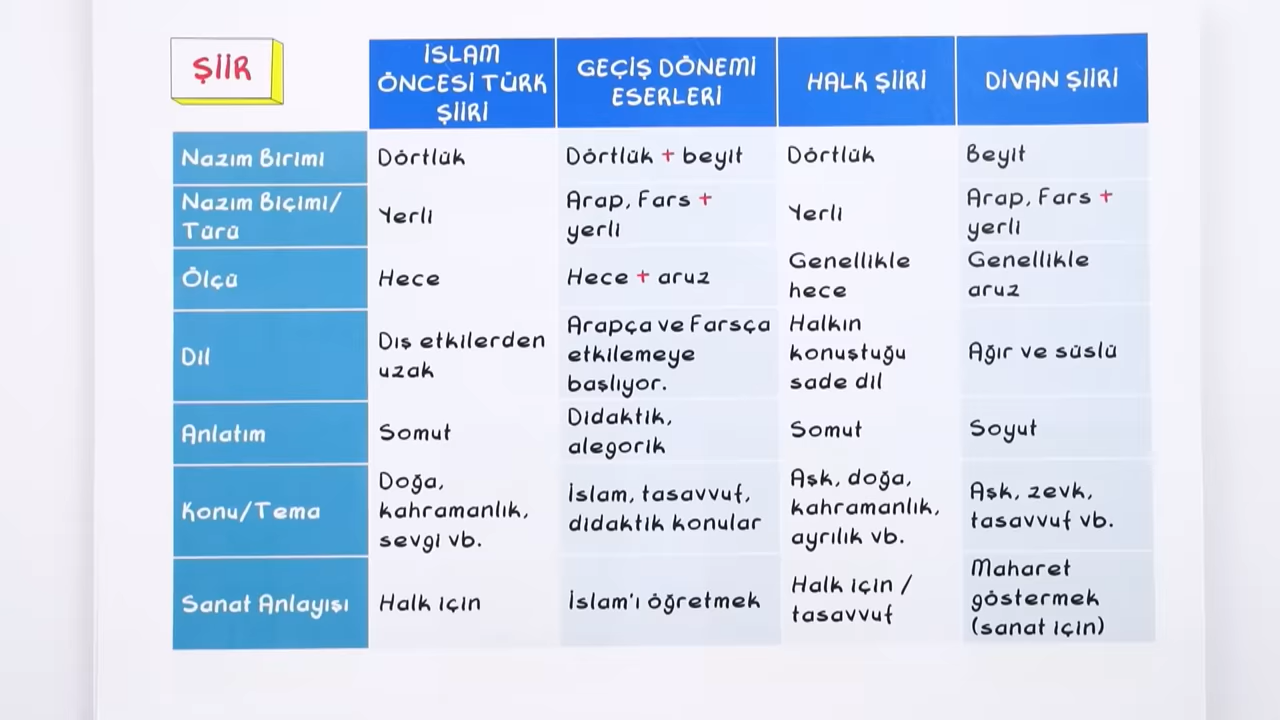 ŞİİR
İSLAM
ÖNCESİ TÜRK
ŞİİRİ
GEÇİŞ DÖNEMİ
ESERLERİ
HALK ŞİİRİ
DİVAN ŞİİRİ
Nazım Birimi
Dörtlük
Dörtlük + beyit
Dörtlük
Beyit
Nazım Biçimi/
Türü
Yerli
Arap, Fars +
yerli
Yerli
Arap, Fars +
yerli
Ölçü
Hece
Hece + aruz
Genellikle
hece
Genellikle
aruz
Dil
Dış etkilerden
uzak
Arapça ve Farsça
etkilemeye
başlıyor.
Halkın
konuştuğu
sade dil
Ağır ve süslü
Anlatım
Somut
Didaktik,
alegorik
Somut
Soyut
Konu/Tema
Doğa,
kahramanlık,
sevgi vb.
İslam, tasavvuf,
didaktik konular
Aşk, doğa,
kahramanlık,
ayrılık vb.
Aşk, zevk,
tasavvuf vb.
Sanat Anlayışı
Halk için
İslam'ı öğretmek
Halk için /
tasavvuf
Maharet
göstermek
(sanat için)